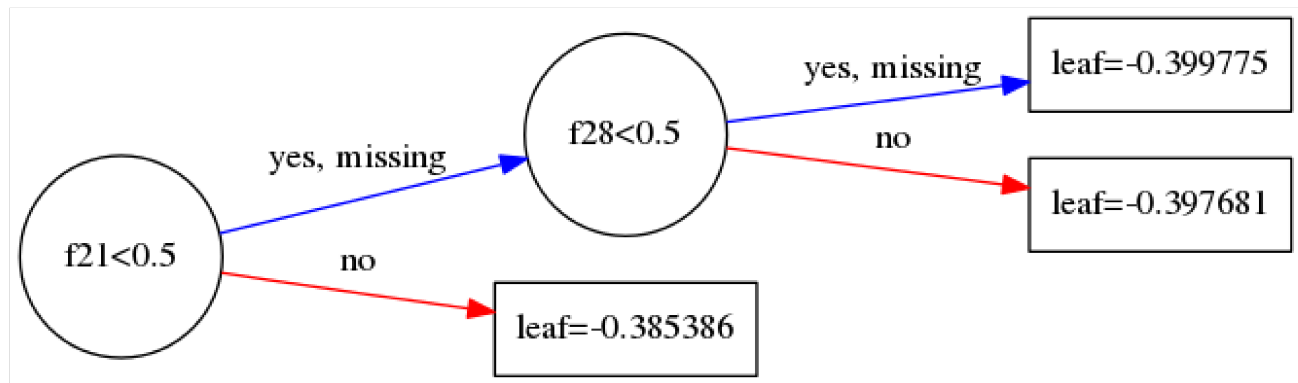 yes, missing
leaf=-0.399775
f28<0.5
no
yes, missing
leaf=-0.397681
f21<0.5
no
leaf=-0.385386